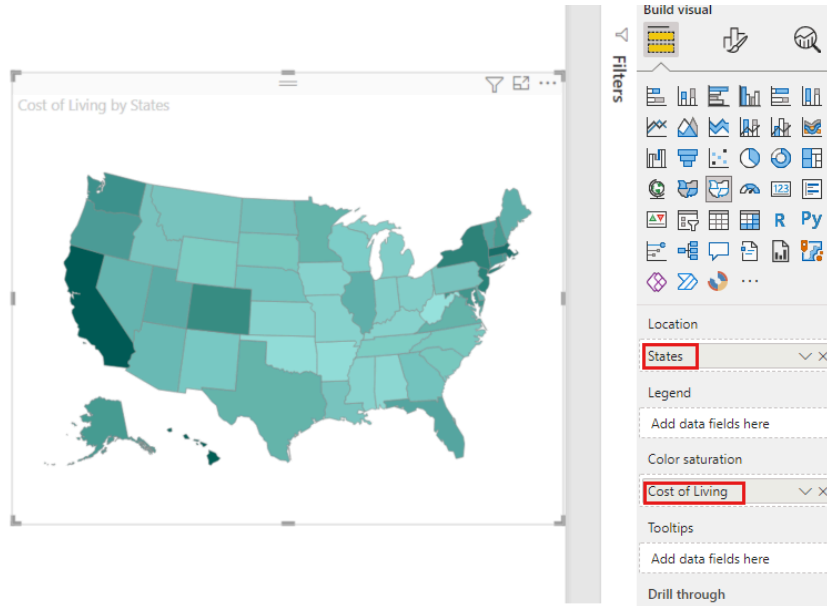 Build visual
Filters
Cost of Living by States
123
R
Py
Location
States
Legend
Add data fields here
Color saturation
Cost of Living
Tooltips
Add data fields here
Drill through